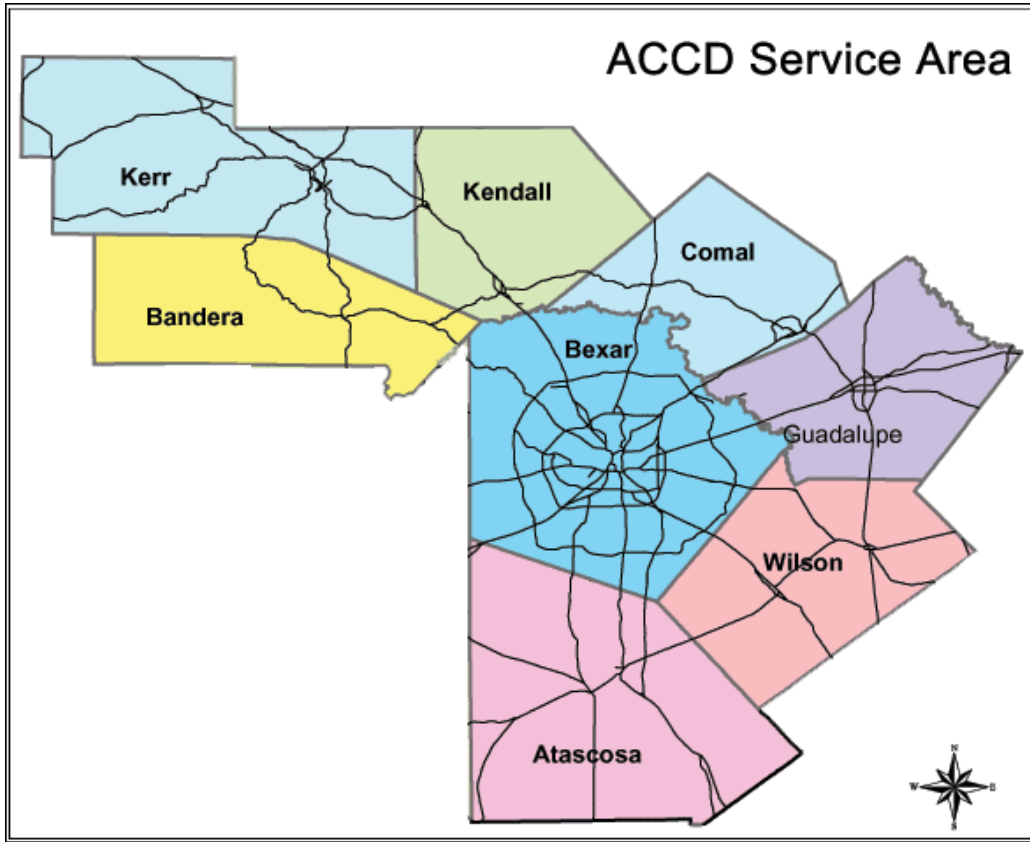 ACCD Service Area
Kerr
Kendall
Comal
Bandera
Bexar
Guadalupe
Wilson
Atascosa
N
W E
S